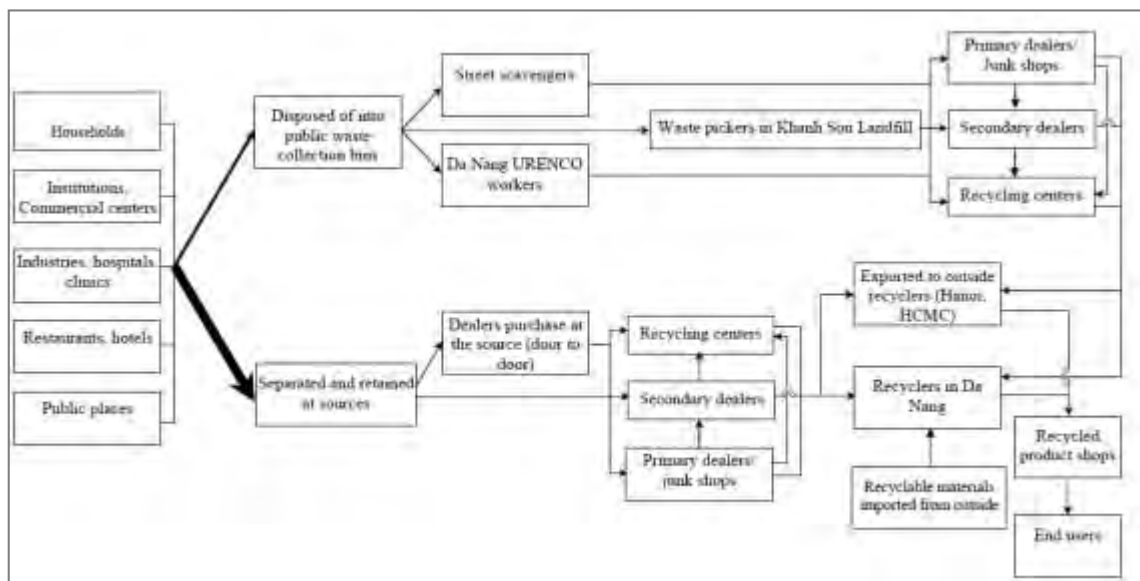 Households
Institutions,
Commercial centers
Industries, hospitals,
clinics
Restaurants, hotels
Public places
Disposed of into
public waste
collection bins
Separated and retained
at sources
Street scavengers
Waste pickers in Khanh Son Landfill
Da Nang URENCO
workers
Primary dealers/
Junk shops
Secondary dealers
Recycling centers
Dealers purchase at
the source (door to
door)
Recycling centers
Secondary dealers
Primary dealers/
junk shops
Exported to outside
recyclers (Hanoi,
HCMC)
Recyclers in Da
Nang
Recyclable materials
imported from outside
Recycled
product shops
End users